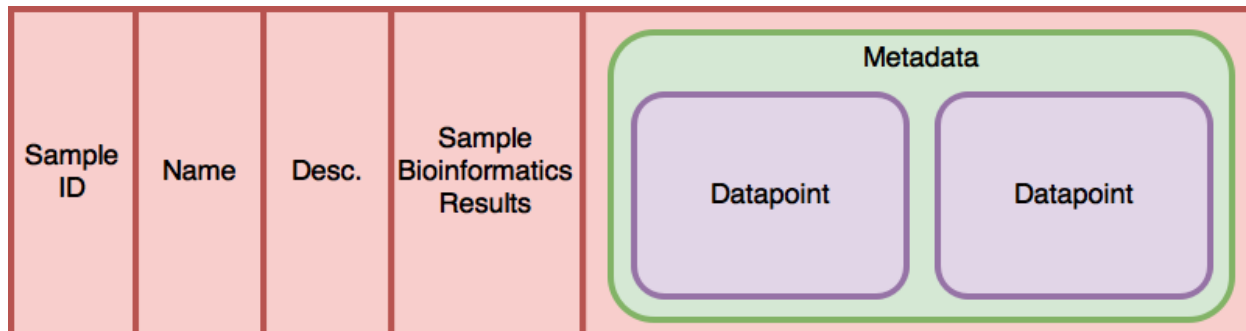 Sample
ID
Name
Desc.
Sample
Bioinformatics
Results
Metadata
Datapoint
Datapoint